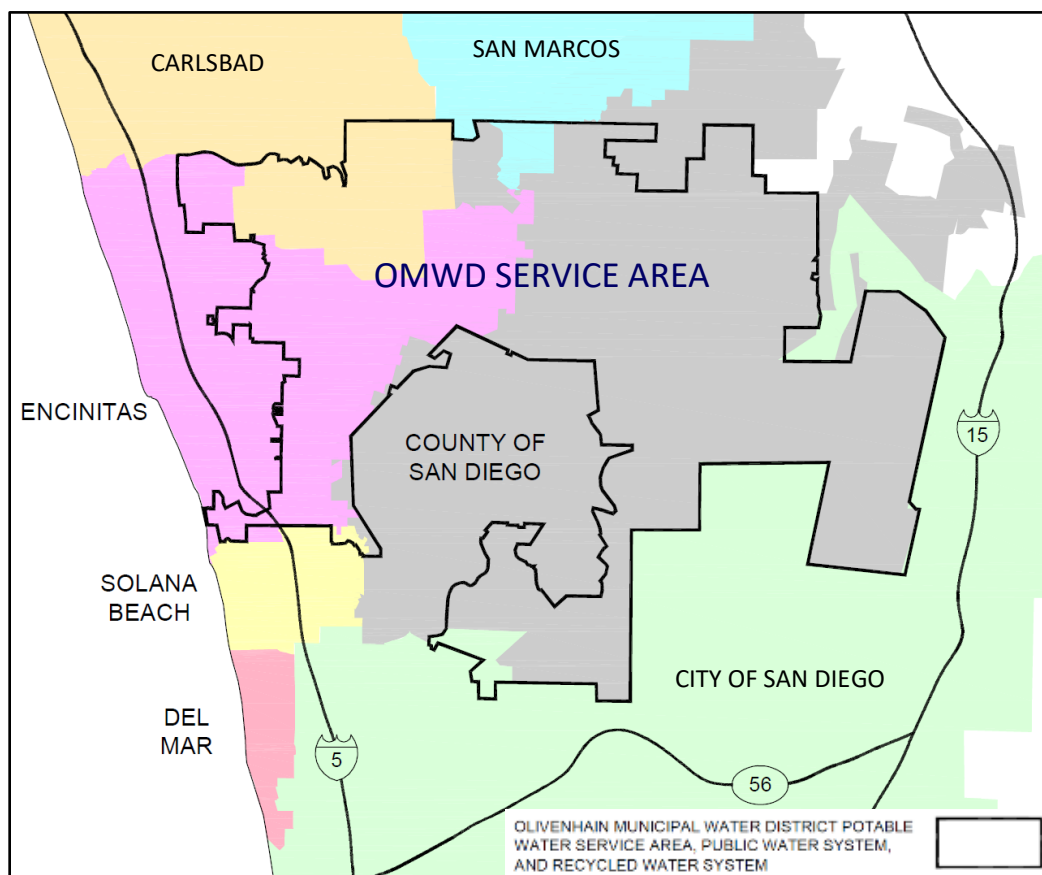 CARLSBAD
SAN MARCOS
OMWD SERVICE AREA
ENCINITAS
COUNTY OF
SAN DIEGO
15
SOLANA
BEACH
CITY OF SAN DIEGO
DEL
MAR
5
56
OLIVENHAIN MUNICIPAL WATER DISTRICT POTABLE
WATER SERVICE AREA, PUBLIC WATER SYSTEM,
AND RECYCLED WATER SYSTEM